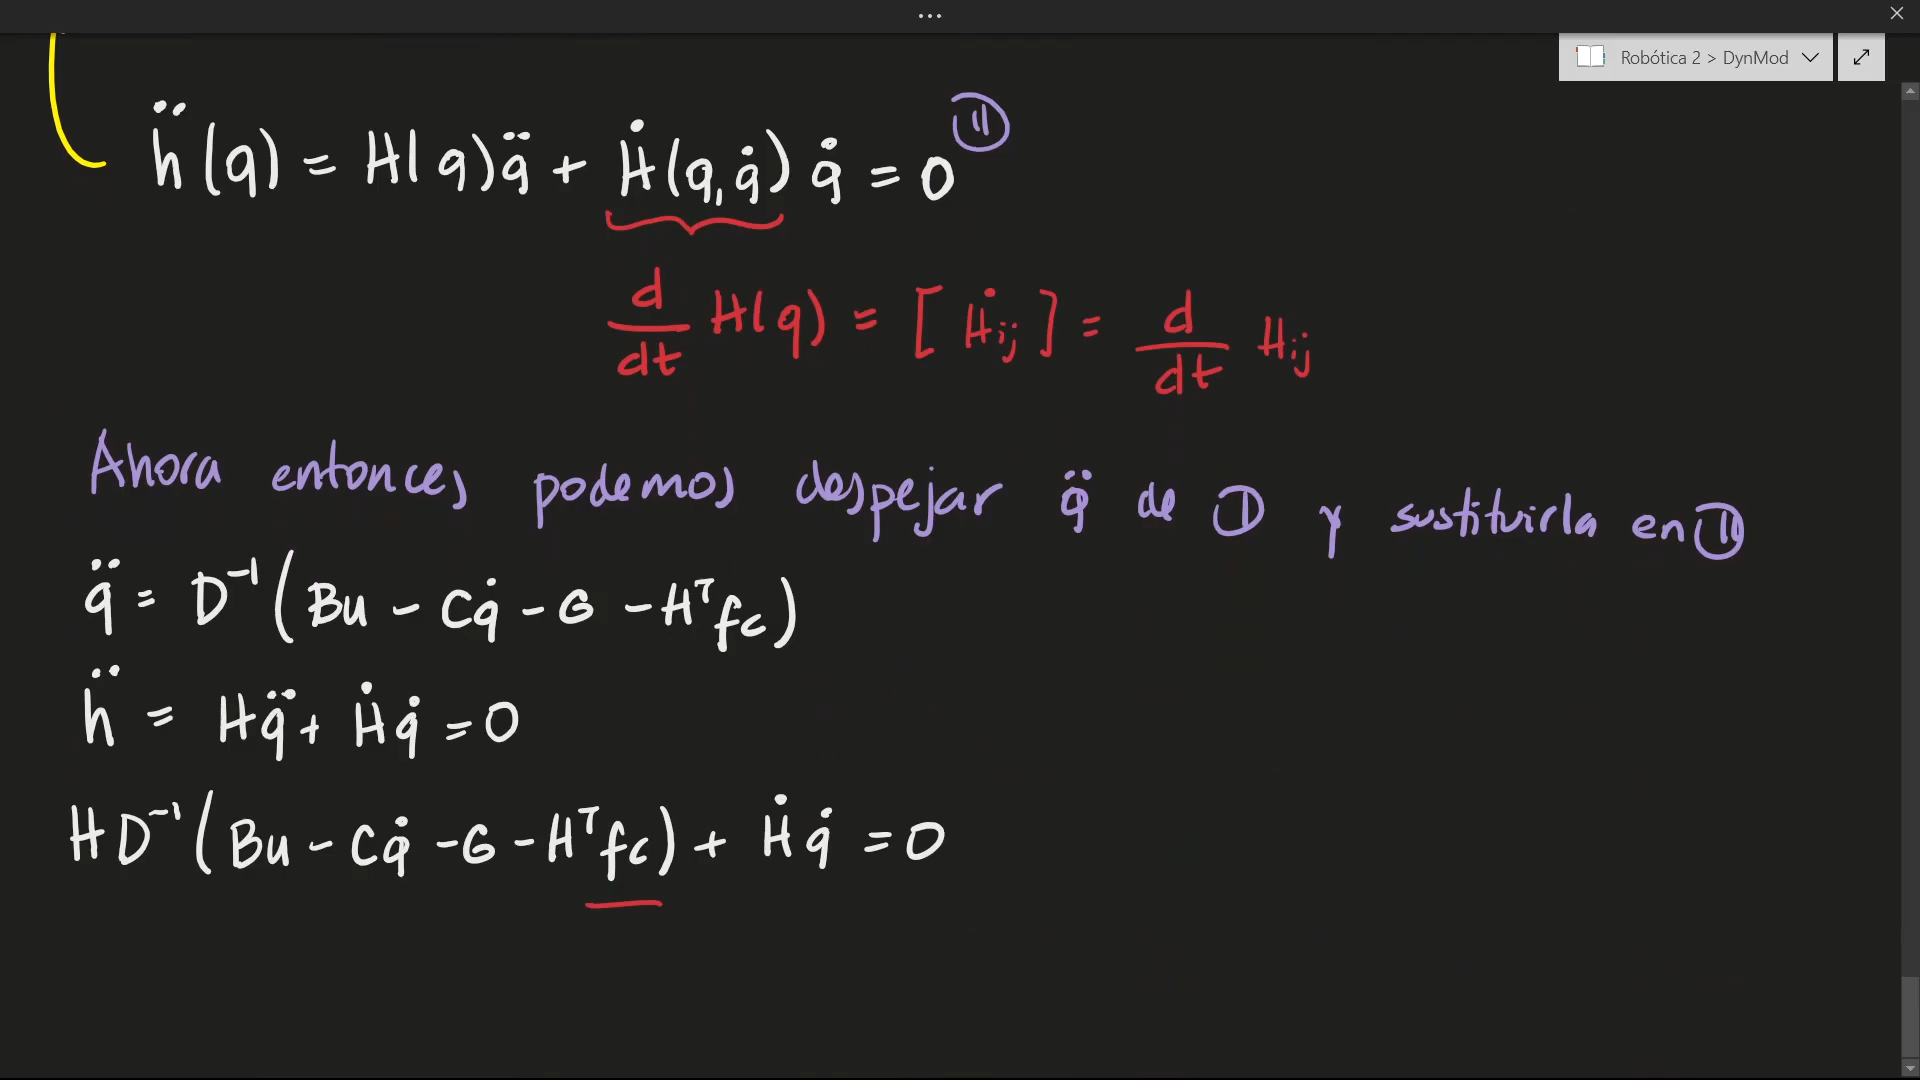 Robótica 2 > DynMod
ḧ(q) = H(q)q̈ + Ḣ(q,q̇) q̇ = 0 Ⅱ
d/dt H(q) = [Ḣij] = d/dt Hij
Ahora entonces podemos despejar q̈ de Ⅰ y sustituirla en Ⅱ
q̈ = D⁻¹(Bu - Cq̇ - G - Hᵀfc)
ḧ = Hq̈ + Ḣq̇ = 0
HD⁻¹(Bu - Cq̇ - G - Hᵀfc) + Ḣq̇ = 0